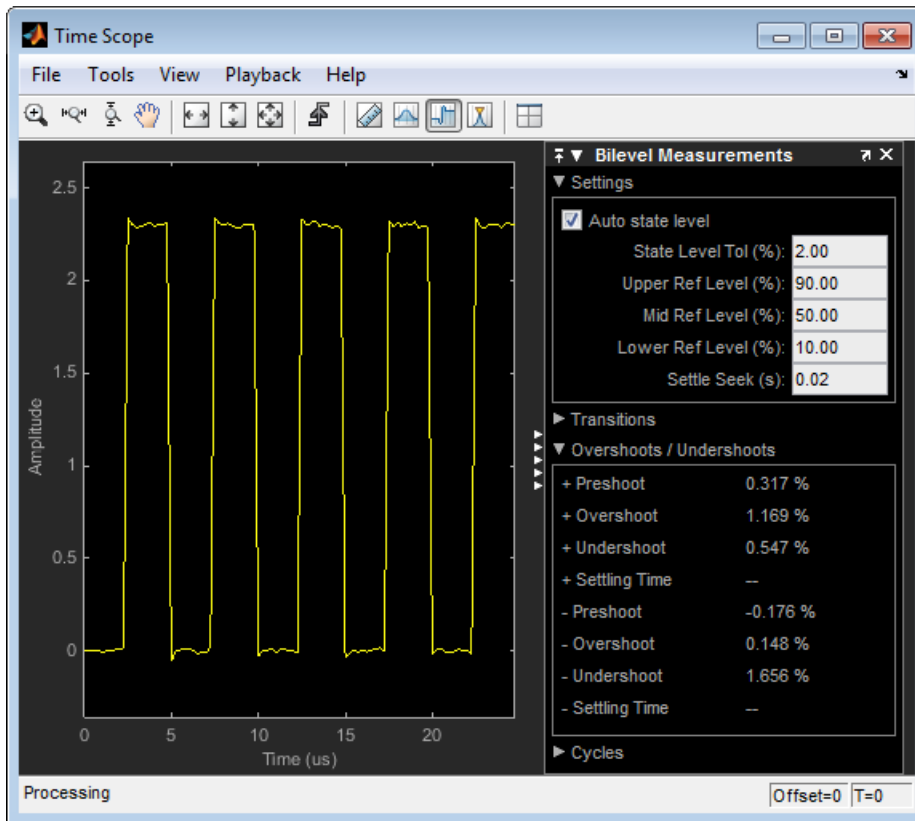 Time Scope
File Tools View Playback Help
Bilevel Measurements
Settings
Auto state level
State Level Tol (%): 2.00
Upper Ref Level (%): 90.00
Mid Ref Level (%): 50.00
Lower Ref Level (%): 10.00
Settle Seek (s): 0.02
Transitions
Overshoots / Undershoots
+ Preshoot 0.317 %
+ Overshoot 1.169 %
+ Undershoot 0.547 %
+ Settling Time --
- Preshoot -0.176 %
- Overshoot 0.148 %
- Undershoot 1.656 %
- Settling Time --
Cycles
2.5
2
1.5
1
0.5
0
Amplitude
0 5 10 15 20
Time (us)
Processing
Offset=0 T=0